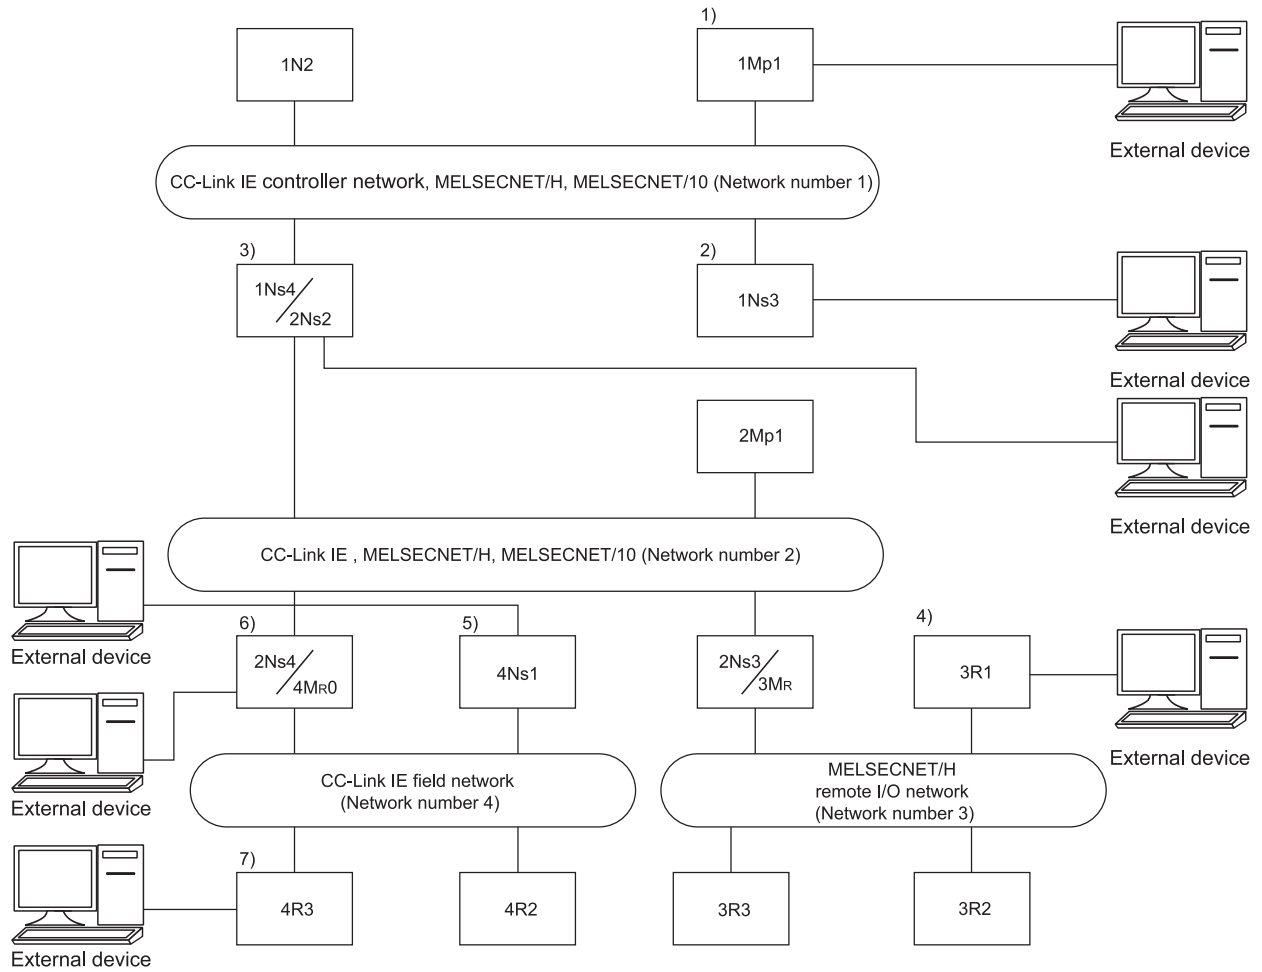 1)
1N2
1Mp1
External device
CC-Link IE controller network, MELSECNET/H, MELSECNET/10 (Network number 1)
3)
2)
1Ns4
2Ns2
1Ns3
External device
2Mp1
External device
CC-Link IE , MELSECNET/H, MELSECNET/10 (Network number 2)
External device
6)
5)
4)
2Ns4
4MR0
4Ns1
2Ns3
3MR
3R1
External device
External device
CC-Link IE field network
(Network number 4)
MELSECNET/H
remote I/O network
(Network number 3)
7)
4R3
4R2
3R3
3R2
External device